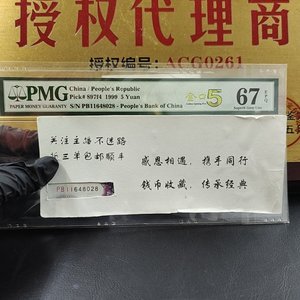 授权代理商
授权编号：ACG0261
PMG
PAPER MONEY GUARANTY
China / People's Republic
Pick# 897f4 1999 5 Yuan
S/N PB11648028 - People's Bank of China
金口5
67 EPQ
Superb Gem Unc
关注主播不迷路
拍三单包邮顺丰
感恩相遇，携手同行
钱币收藏，传承经典
PB11648028